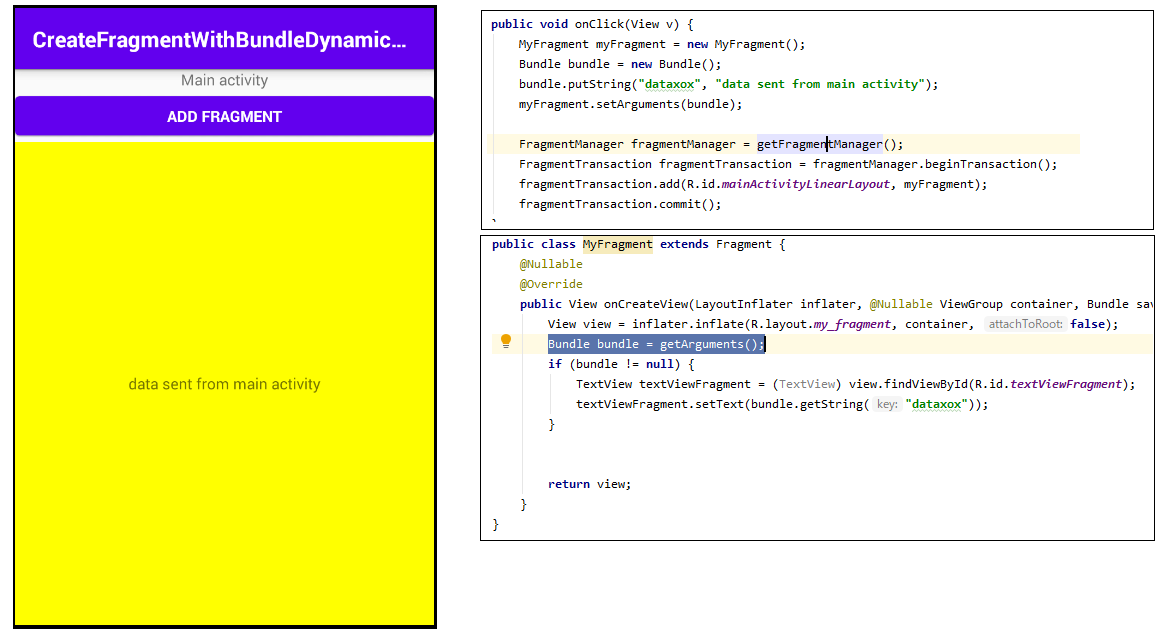 CreateFragmentWithBundleDynamic...
Main activity
ADD FRAGMENT
data sent from main activity
public void onClick(View v) {
MyFragment myFragment = new MyFragment();
Bundle bundle = new Bundle();
bundle.putString("dataxox", "data sent from main activity");
myFragment.setArguments(bundle);
FragmentManager fragmentManager = getFragmentManager();
FragmentTransaction fragmentTransaction = fragmentManager.beginTransaction();
fragmentTransaction.add(R.id.mainActivityLinearLayout, myFragment);
fragmentTransaction.commit();
public class MyFragment extends Fragment {
@Nullable
@Override
public View onCreateView(LayoutInflater inflater, @Nullable ViewGroup container, Bundle sav
View view = inflater.inflate(R.layout.my_fragment, container, attachToRoot: false);
Bundle bundle = getArguments();
if (bundle != null) {
TextView textViewFragment = (TextView) view.findViewById(R.id.textViewFragment);
textViewFragment.setText(bundle.getString( key: "dataxox"));
}
return view;
}
}